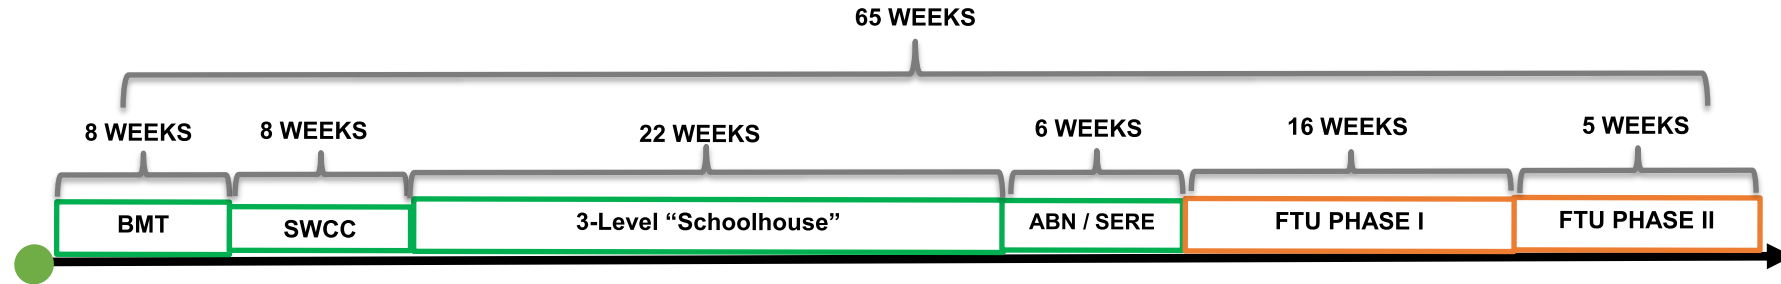 65 WEEKS
8 WEEKS
8 WEEKS
22 WEEKS
6 WEEKS
16 WEEKS
5 WEEKS
BMT
SWCC
3-Level “Schoolhouse”
ABN / SERE
FTU PHASE I
FTU PHASE II